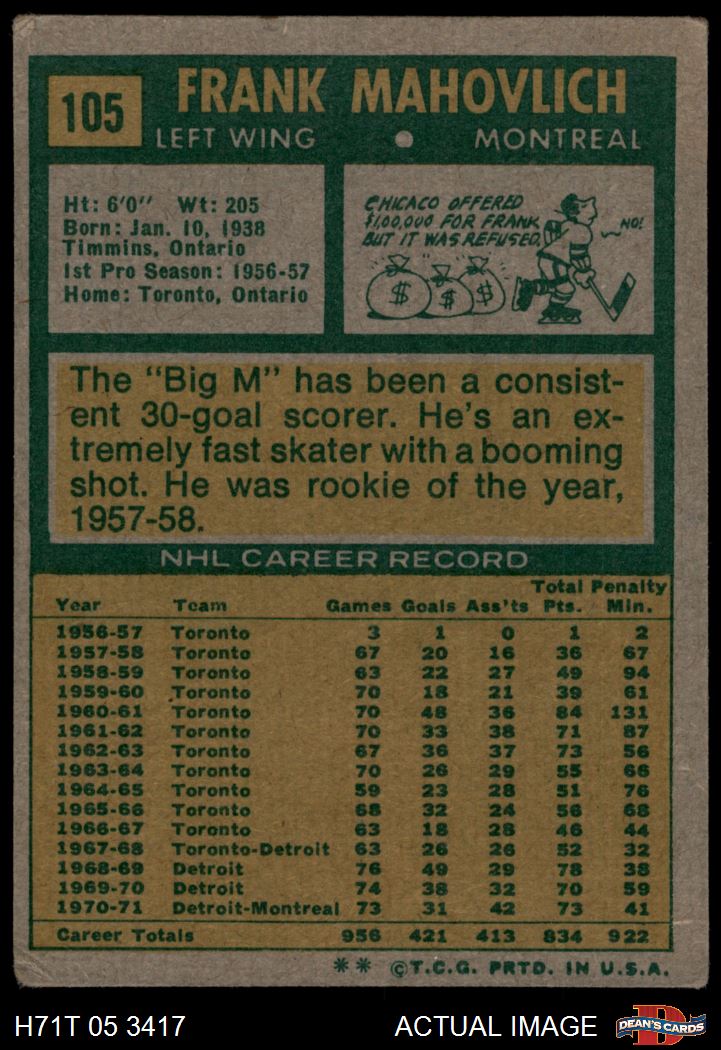 105
FRANK MAHOVLICH
LEFT WING • MONTREAL
Ht: 6'0" Wt: 205
Born: Jan. 10, 1938
Timmins, Ontario
1st Pro Season: 1956-57
Home: Toronto, Ontario
CHICAGO OFFERED
$1,00,000 FOR FRANK
BUT IT WAS REFUSED.
NO!
$ $ $
The "Big M" has been a consist-
ent 30-goal scorer. He's an ex-
tremely fast skater with a booming
shot. He was rookie of the year,
1957-58.
NHL CAREER RECORD
Total Penalty
Year Team Games Goals Ass'ts Pts. Min.
1956-57 Toronto 3 1 0 1 2
1957-58 Toronto 67 20 16 36 67
1958-59 Toronto 63 22 27 49 94
1959-60 Toronto 70 18 21 39 61
1960-61 Toronto 70 48 36 84 131
1961-62 Toronto 70 33 38 71 87
1962-63 Toronto 67 36 37 73 56
1963-64 Toronto 70 26 29 55 66
1964-65 Toronto 59 23 28 51 76
1965-66 Toronto 68 32 24 56 68
1966-67 Toronto 63 18 28 46 44
1967-68 Toronto-Detroit 63 26 26 52 32
1968-69 Detroit 76 49 29 78 38
1969-70 Detroit 74 38 32 70 59
1970-71 Detroit-Montreal 73 31 42 73 41
Career Totals 956 421 413 834 922
** ©T.C.G. PRTD. IN U.S.A.
H71T 05 3417 ACTUAL IMAGE
D
DEAN'S CARDS